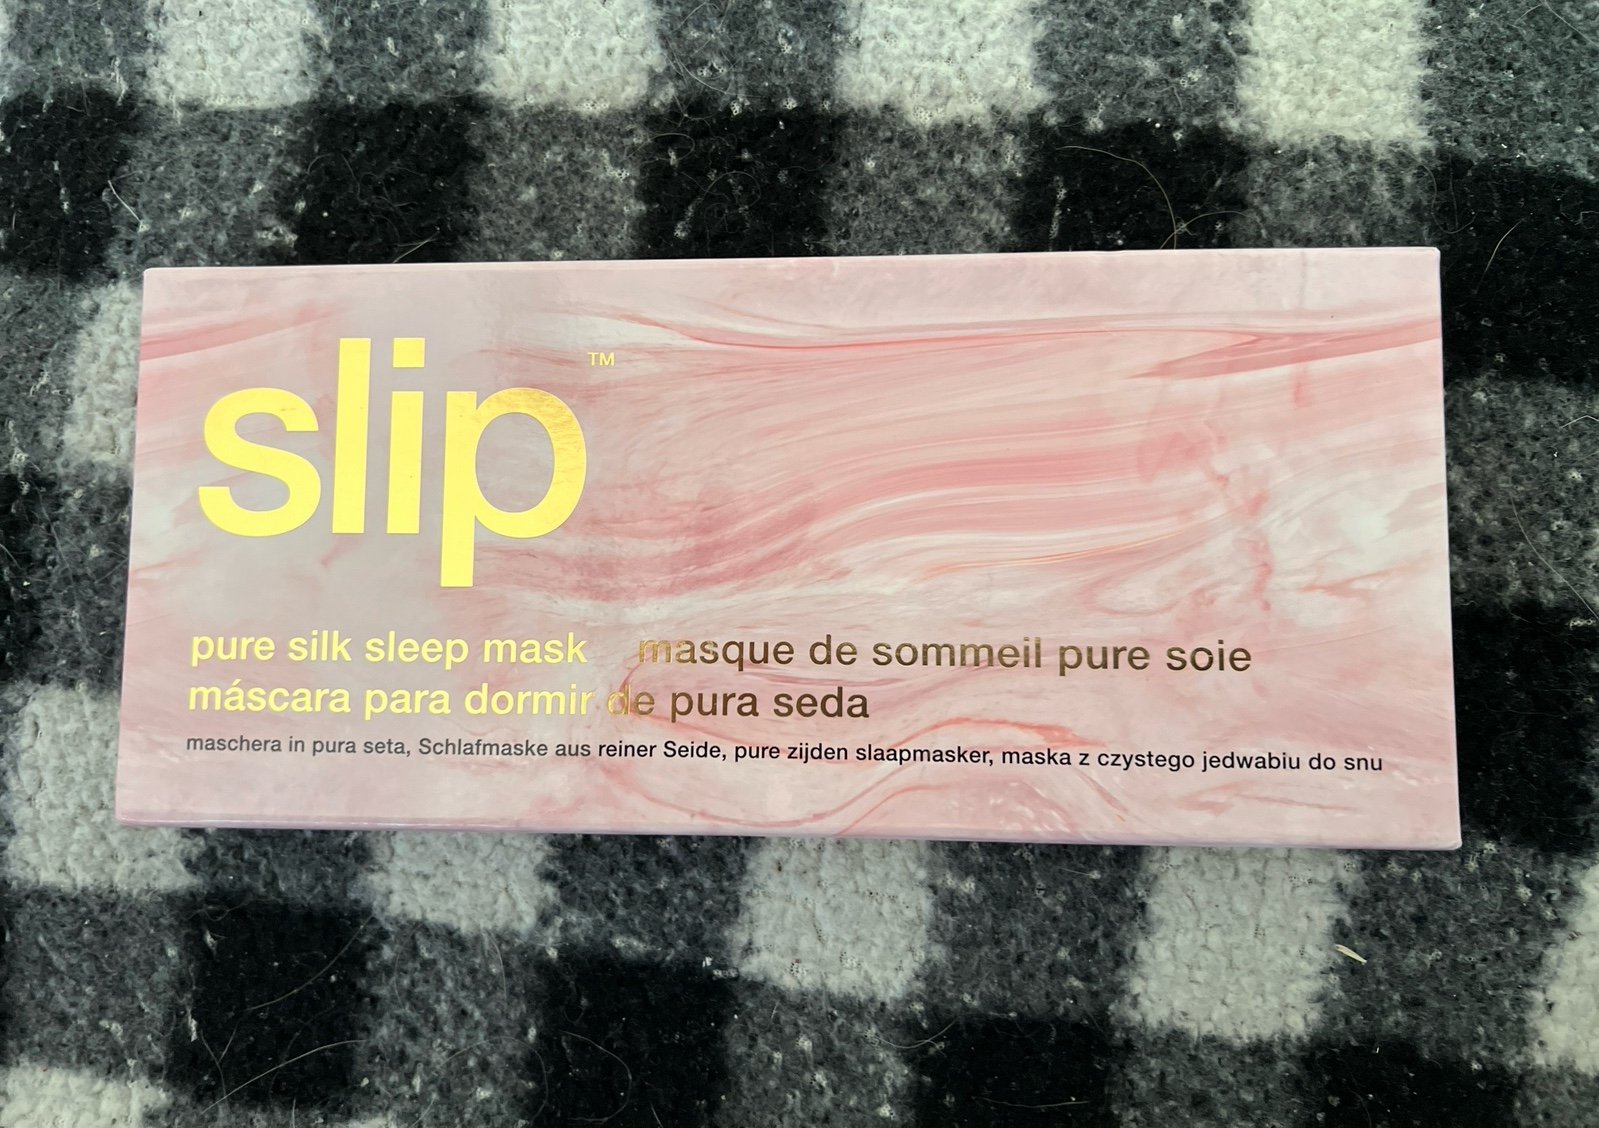 slip™
pure silk sleep mask masque de sommeil pure soie
máscara para dormir de pura seda
maschera in pura seta, Schlafmaske aus reiner Seide, pure zijden slaapmasker, maska z czystego jedwabiu do snu